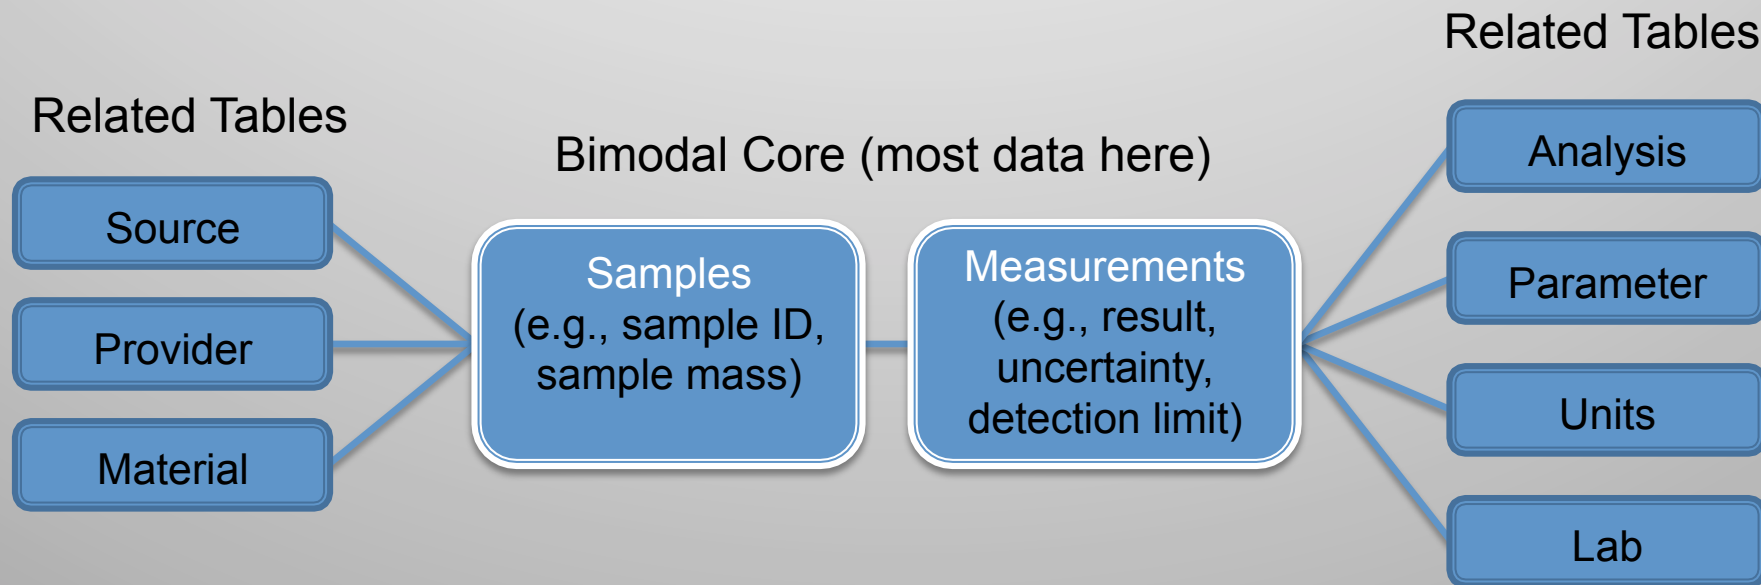 Related Tables
Source
Provider
Material
Bimodal Core (most data here)
Samples
(e.g., sample ID,
sample mass)
Measurements
(e.g., result,
uncertainty,
detection limit)
Related Tables
Analysis
Parameter
Units
Lab